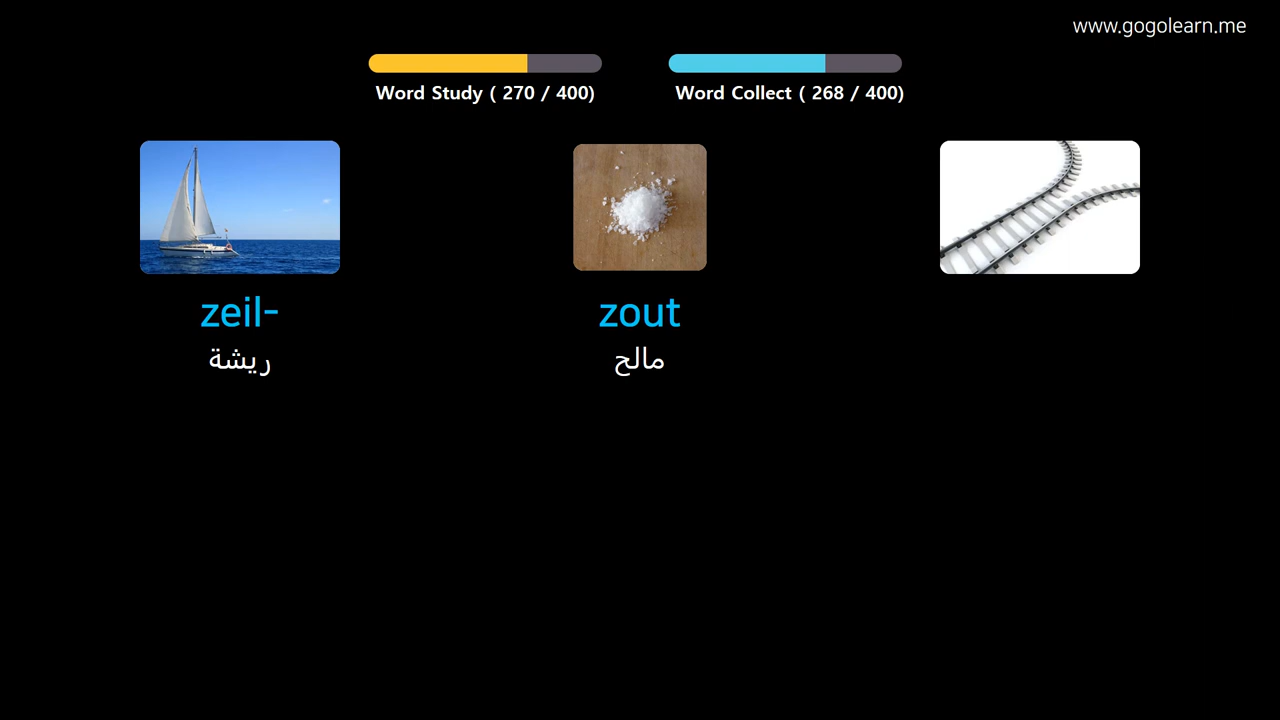 www.gogolearn.me
Word Study ( 270 / 400)
Word Collect ( 268 / 400)
zeil-
ريشة
zout
مالح